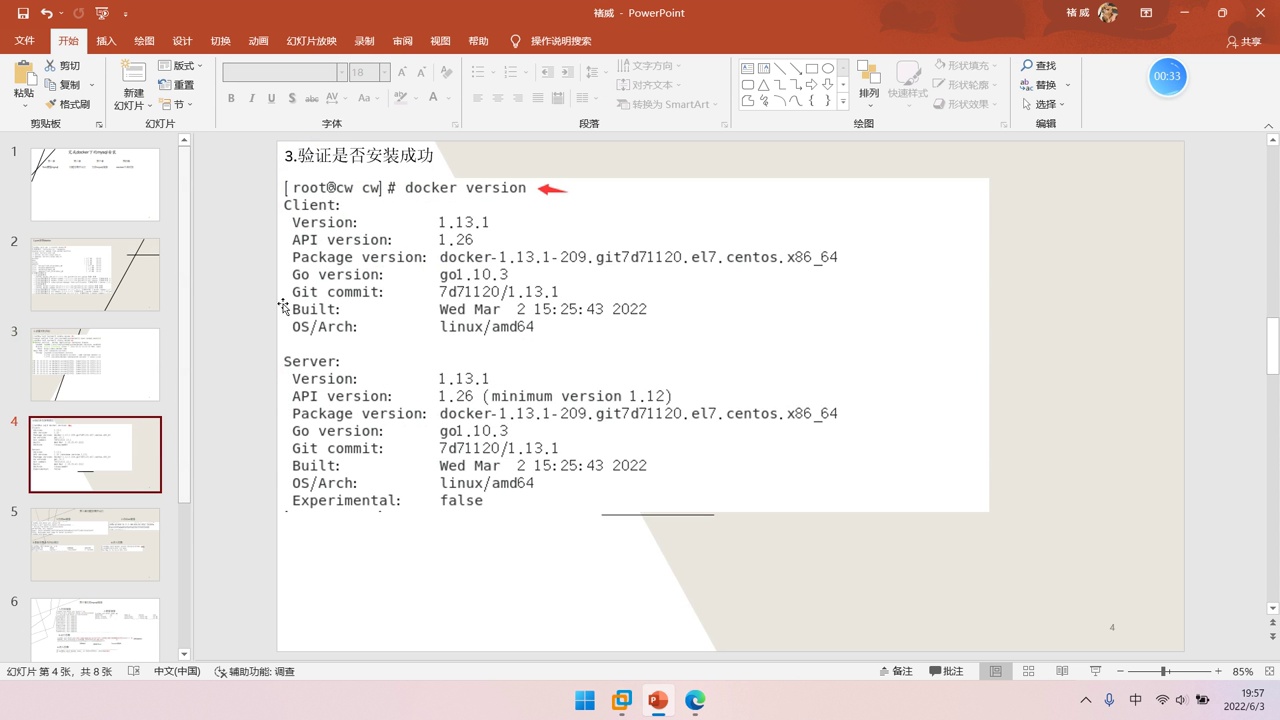 褚威 - PowerPoint
褚 威
文件 开始 插入 绘图 设计 切换 动画 幻灯片放映 录制 审阅 视图 帮助 操作说明搜索 共享
粘贴
剪切
复制
格式刷
剪贴板
新建
幻灯片
版式
重置
节
幻灯片
18
B I U S abc AV Aa A
字体
文字方向
对齐文本
转换为 SmartArt
段落
排列
快速样式
形状填充
形状轮廓
形状效果
绘图
查找
替换
选择
编辑
00:33
1
2
3
4
5
6
3.验证是否安装成功
[root@cw cw]# docker version
Client:
Version: 1.13.1
API version: 1.26
Package version: docker-1.13.1-209.git7d71120.el7.centos.x86_64
Go version: go1.10.3
Git commit: 7d71120/1.13.1
Built: Wed Mar 2 15:25:43 2022
OS/Arch: linux/amd64
Server:
Version: 1.13.1
API version: 1.26 (minimum version 1.12)
Package version: docker-1.13.1-209.git7d71120.el7.centos.x86_64
Go version: go1.10.3
Git commit: 7d71120/1.13.1
Built: Wed Mar 2 15:25:43 2022
OS/Arch: linux/amd64
Experimental: false
4
幻灯片 第 4 张，共 8 张 中文(中国) 辅助功能: 调查 备注 批注 85%
中
19:57
2022/6/3